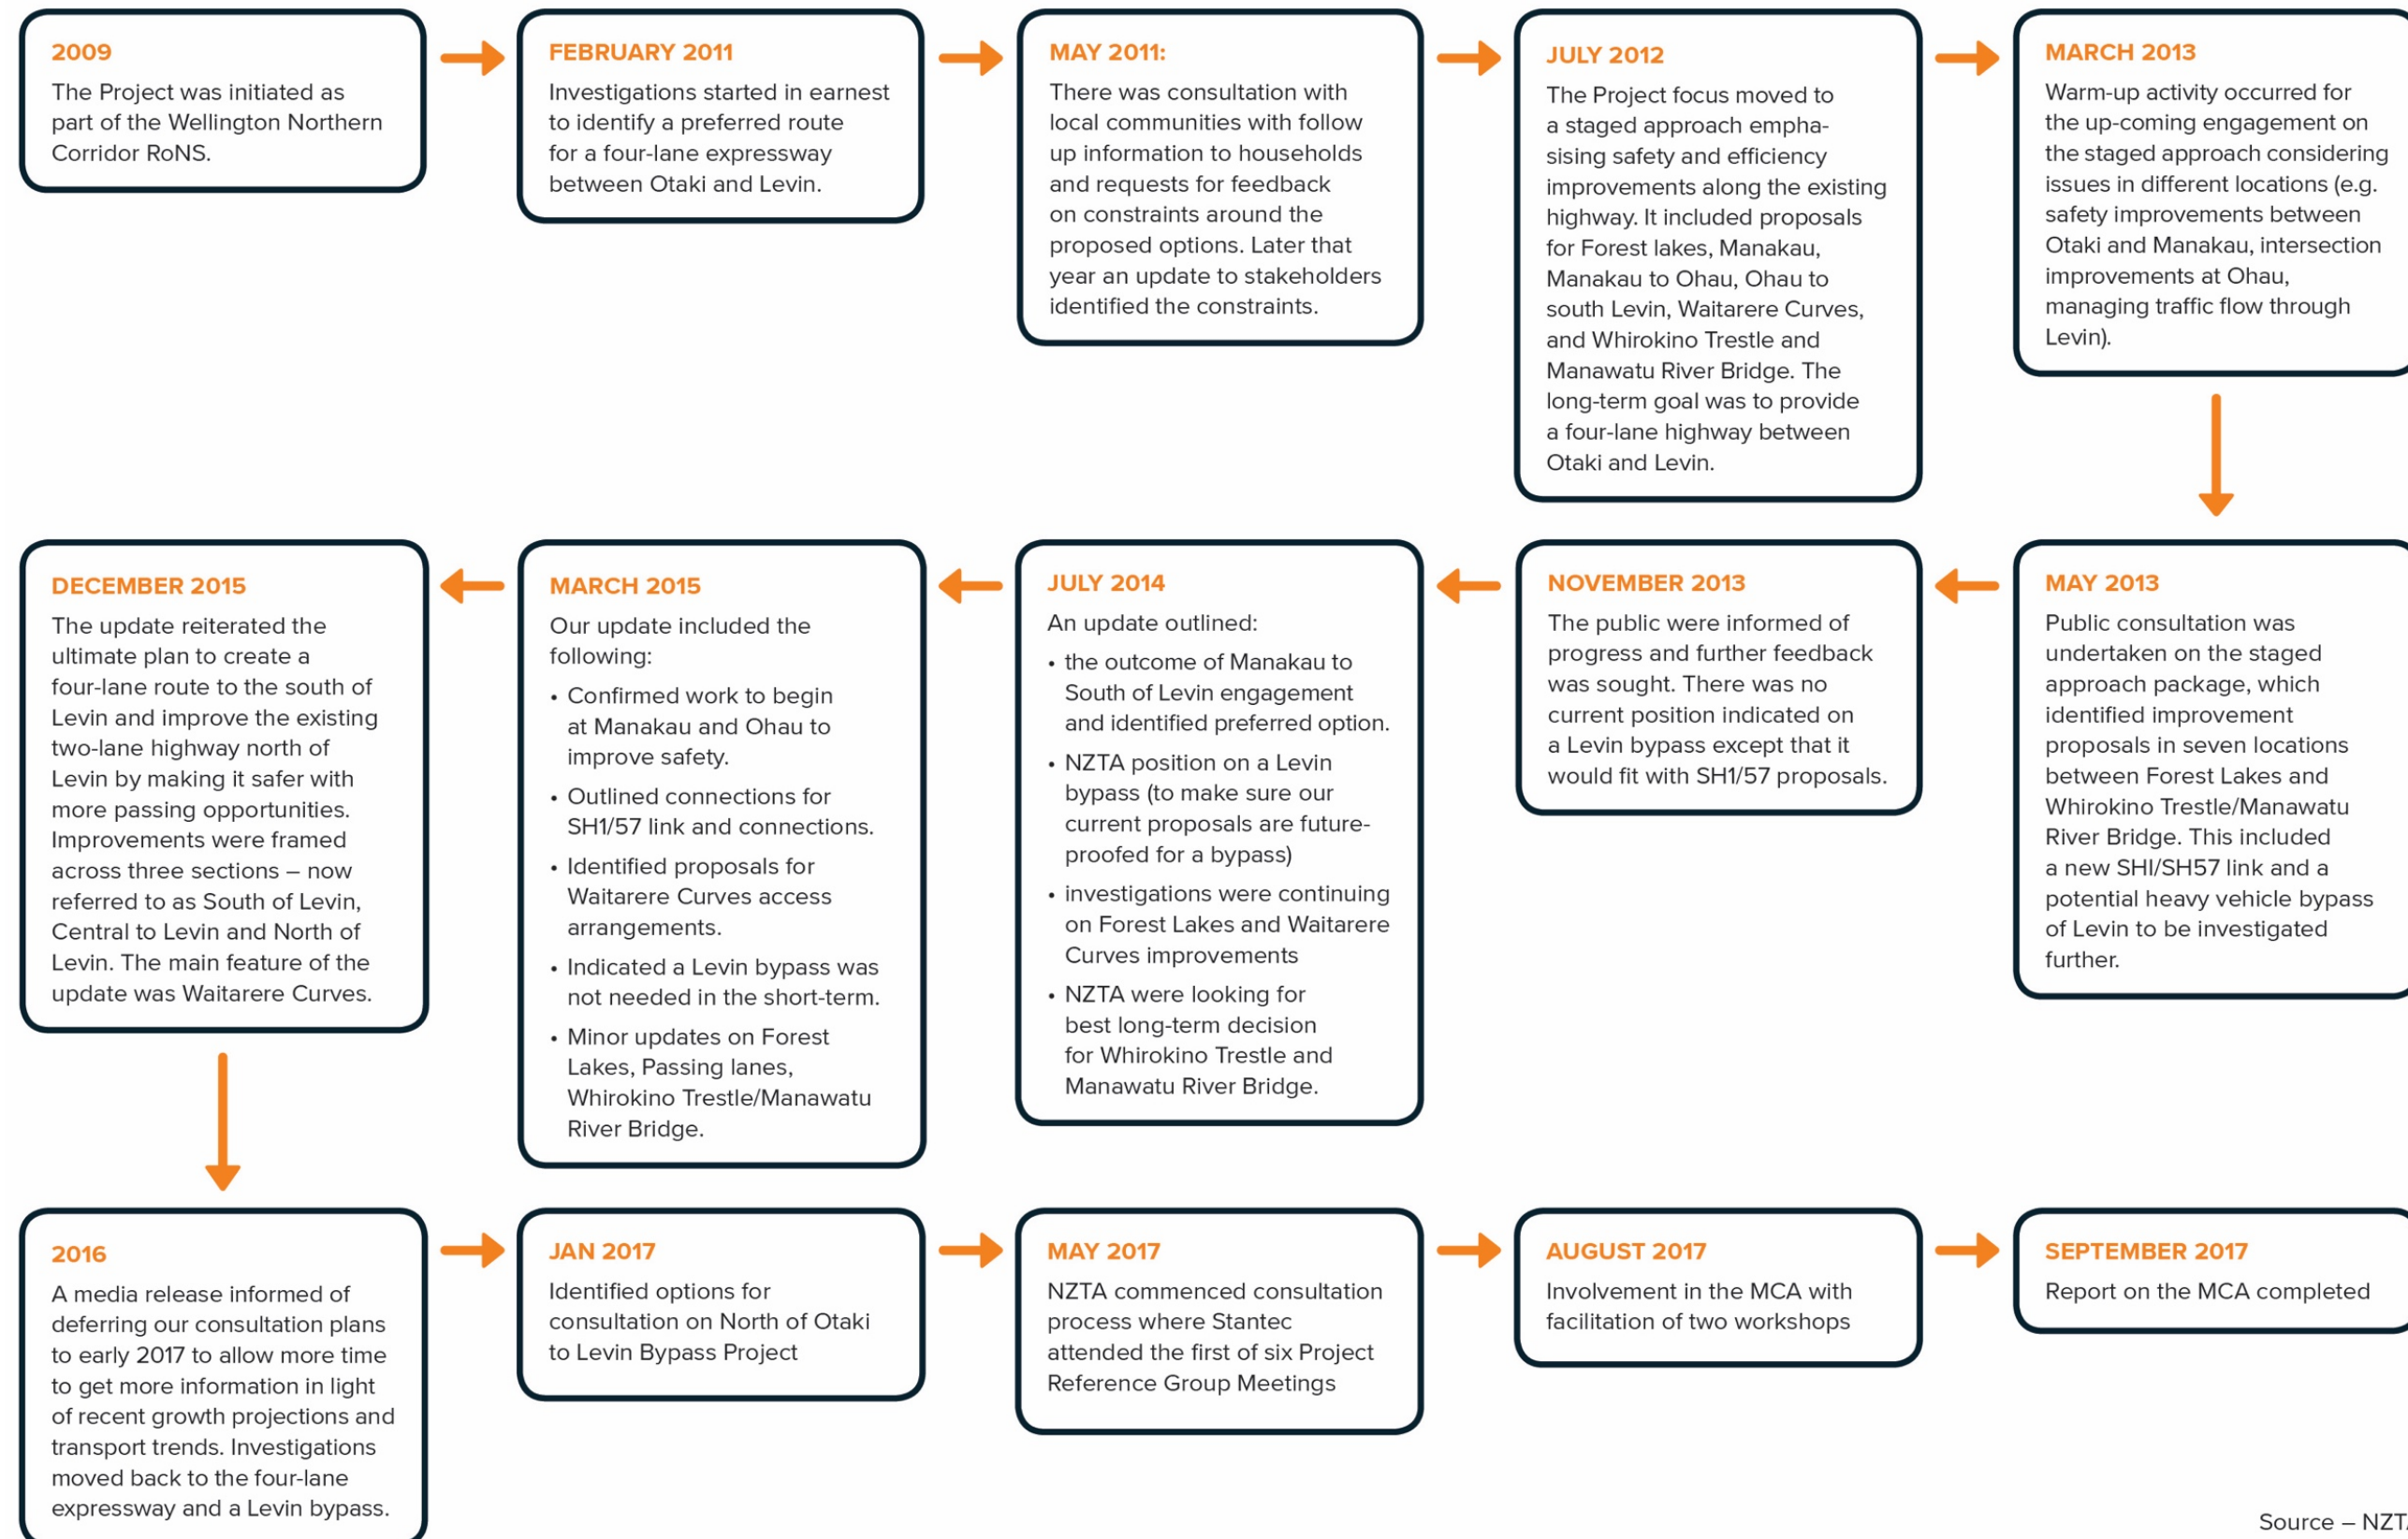 2009
The Project was initiated as
part of the Wellington Northern
Corridor RoNS.
FEBRUARY 2011
Investigations started in earnest
to identify a preferred route
for a four-lane expressway
between Otaki and Levin.
MAY 2011:
There was consultation with
local communities with follow
up information to households
and requests for feedback
on constraints around the
proposed options. Later that
year an update to stakeholders
identified the constraints.
JULY 2012
The Project focus moved to
a staged approach empha-
sising safety and efficiency
improvements along the existing
highway. It included proposals
for Forest lakes, Manakau,
Manakau to Ohau, Ohau to
south Levin, Waitarere Curves,
and Whirokino Trestle and
Manawatu River Bridge. The
long-term goal was to provide
a four-lane highway between
Otaki and Levin.
MARCH 2013
Warm-up activity occurred for
the up-coming engagement on
the staged approach considering
issues in different locations (e.g.
safety improvements between
Otaki and Manakau, intersection
improvements at Ohau,
managing traffic flow through
Levin).
MAY 2013
Public consultation was
undertaken on the staged
approach package, which
identified improvement
proposals in seven locations
between Forest Lakes and
Whirokino Trestle/Manawatu
River Bridge. This included
a new SHI/SH57 link and a
potential heavy vehicle bypass
of Levin to be investigated
further.
NOVEMBER 2013
The public were informed of
progress and further feedback
was sought. There was no
current position indicated on
a Levin bypass except that it
would fit with SH1/57 proposals.
JULY 2014
An update outlined:
• the outcome of Manakau to
South of Levin engagement
and identified preferred option.
• NZTA position on a Levin
bypass (to make sure our
current proposals are future-
proofed for a bypass)
• investigations were continuing
on Forest Lakes and Waitarere
Curves improvements
• NZTA were looking for
best long-term decision
for Whirokino Trestle and
Manawatu River Bridge.
MARCH 2015
Our update included the
following:
• Confirmed work to begin
at Manakau and Ohau to
improve safety.
• Outlined connections for
SH1/57 link and connections.
• Identified proposals for
Waitarere Curves access
arrangements.
• Indicated a Levin bypass was
not needed in the short-term.
• Minor updates on Forest
Lakes, Passing lanes,
Whirokino Trestle/Manawatu
River Bridge.
DECEMBER 2015
The update reiterated the
ultimate plan to create a
four-lane route to the south of
Levin and improve the existing
two-lane highway north of
Levin by making it safer with
more passing opportunities.
Improvements were framed
across three sections – now
referred to as South of Levin,
Central to Levin and North of
Levin. The main feature of the
update was Waitarere Curves.
2016
A media release informed of
deferring our consultation plans
to early 2017 to allow more time
to get more information in light
of recent growth projections and
transport trends. Investigations
moved back to the four-lane
expressway and a Levin bypass.
JAN 2017
Identified options for
consultation on North of Otaki
to Levin Bypass Project
MAY 2017
NZTA commenced consultation
process where Stantec
attended the first of six Project
Reference Group Meetings
AUGUST 2017
Involvement in the MCA with
facilitation of two workshops
SEPTEMBER 2017
Report on the MCA completed
Source – NZTA